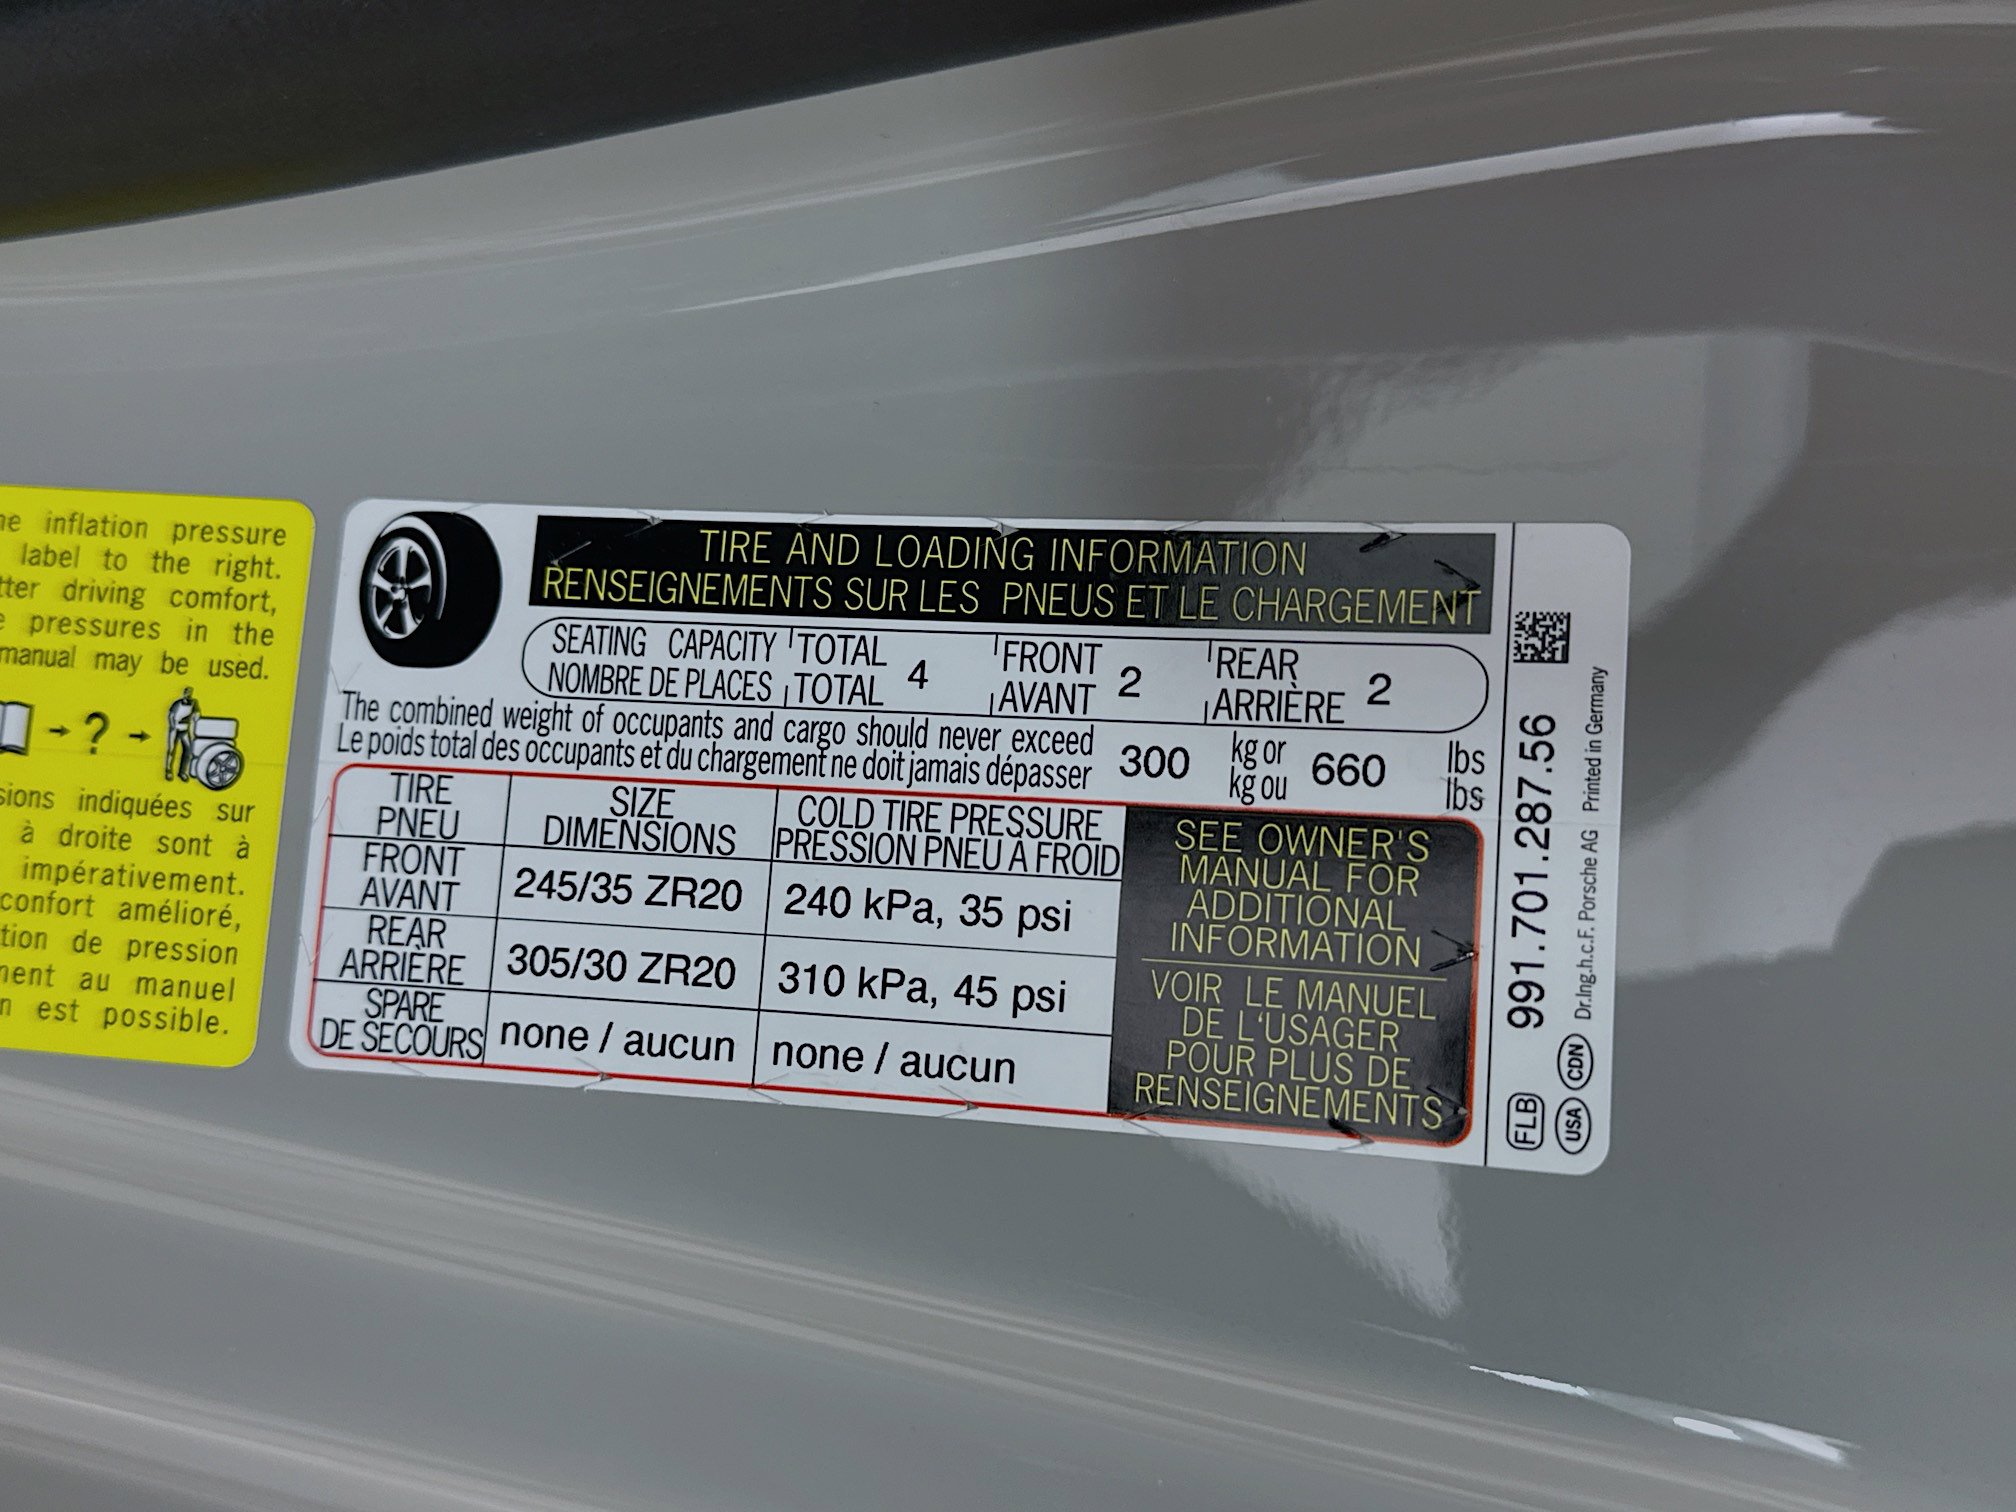 inflation pressure
label to the right.
driving comfort,
pressures in the
manual may be used.
?
indiquées sur
à droite sont à
impérativement.
confort amélioré,
de pression
au manuel
est possible.
TIRE AND LOADING INFORMATION
RENSEIGNEMENTS SUR LES PNEUS ET LE CHARGEMENT
SEATING CAPACITY TOTAL 4 FRONT 2 REAR 2
NOMBRE DE PLACES TOTAL AVANT ARRIÈRE
The combined weight of occupants and cargo should never exceed 300 kg or 660 lbs
Le poids total des occupants et du chargement ne doit jamais dépasser kg ou lbs
TIRE SIZE COLD TIRE PRESSURE
PNEU DIMENSIONS PRESSION PNEU A FROID
FRONT
AVANT 245/35 ZR20 240 kPa, 35 psi
REAR
ARRIÈRE 305/30 ZR20 310 kPa, 45 psi
SPARE
DE SECOURS none / aucun none / aucun
SEE OWNER'S
MANUAL FOR
ADDITIONAL
INFORMATION
VOIR LE MANUEL
DE L'USAGER
POUR PLUS DE
RENSEIGNEMENTS
991.701.287.56
FLB
Dr.Ing.h.c.F. Porsche AG Printed in Germany
USA CDN